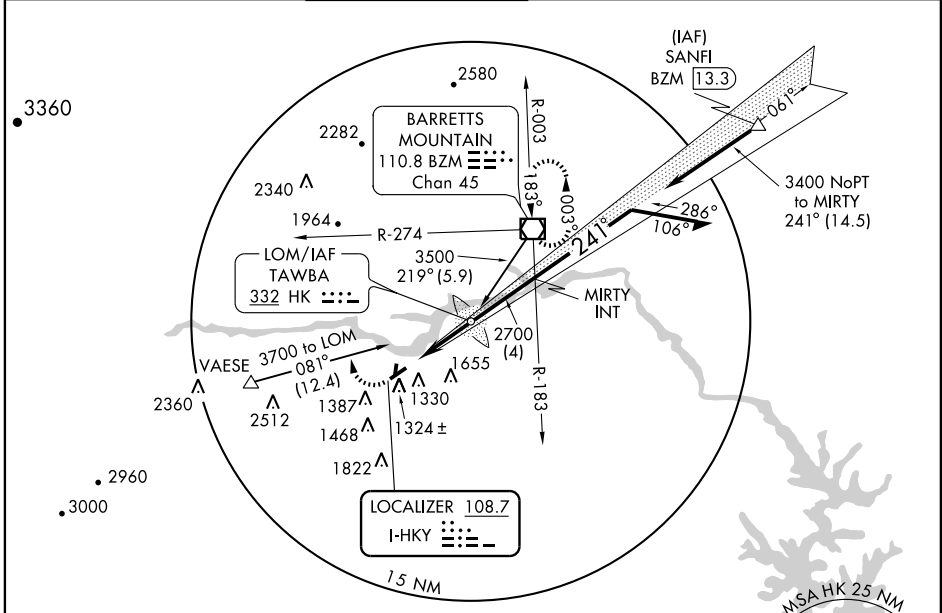 (IAF)
SANFI
BZM 13.3
2580
3360
R-003
061°
BARRETTS
MOUNTAIN
110.8 BZM
Chan 45
2282
183°
003°
3400 NoPT
to MIRTY
241° (14.5)
2340
1964
286°
106°
241°
R-274
LOM/IAF
TAWBA
332 HK
3500
219° (5.9)
MIRTY
INT
2700
(4)
VAESE
3700 to LOM
081°
(12.4)
1655
R-183
2360
2512
1387
1330
1324 ±
1468
1822
2960
3000
LOCALIZER 108.7
I-HKY
15 NM
MSA HK 25 NM